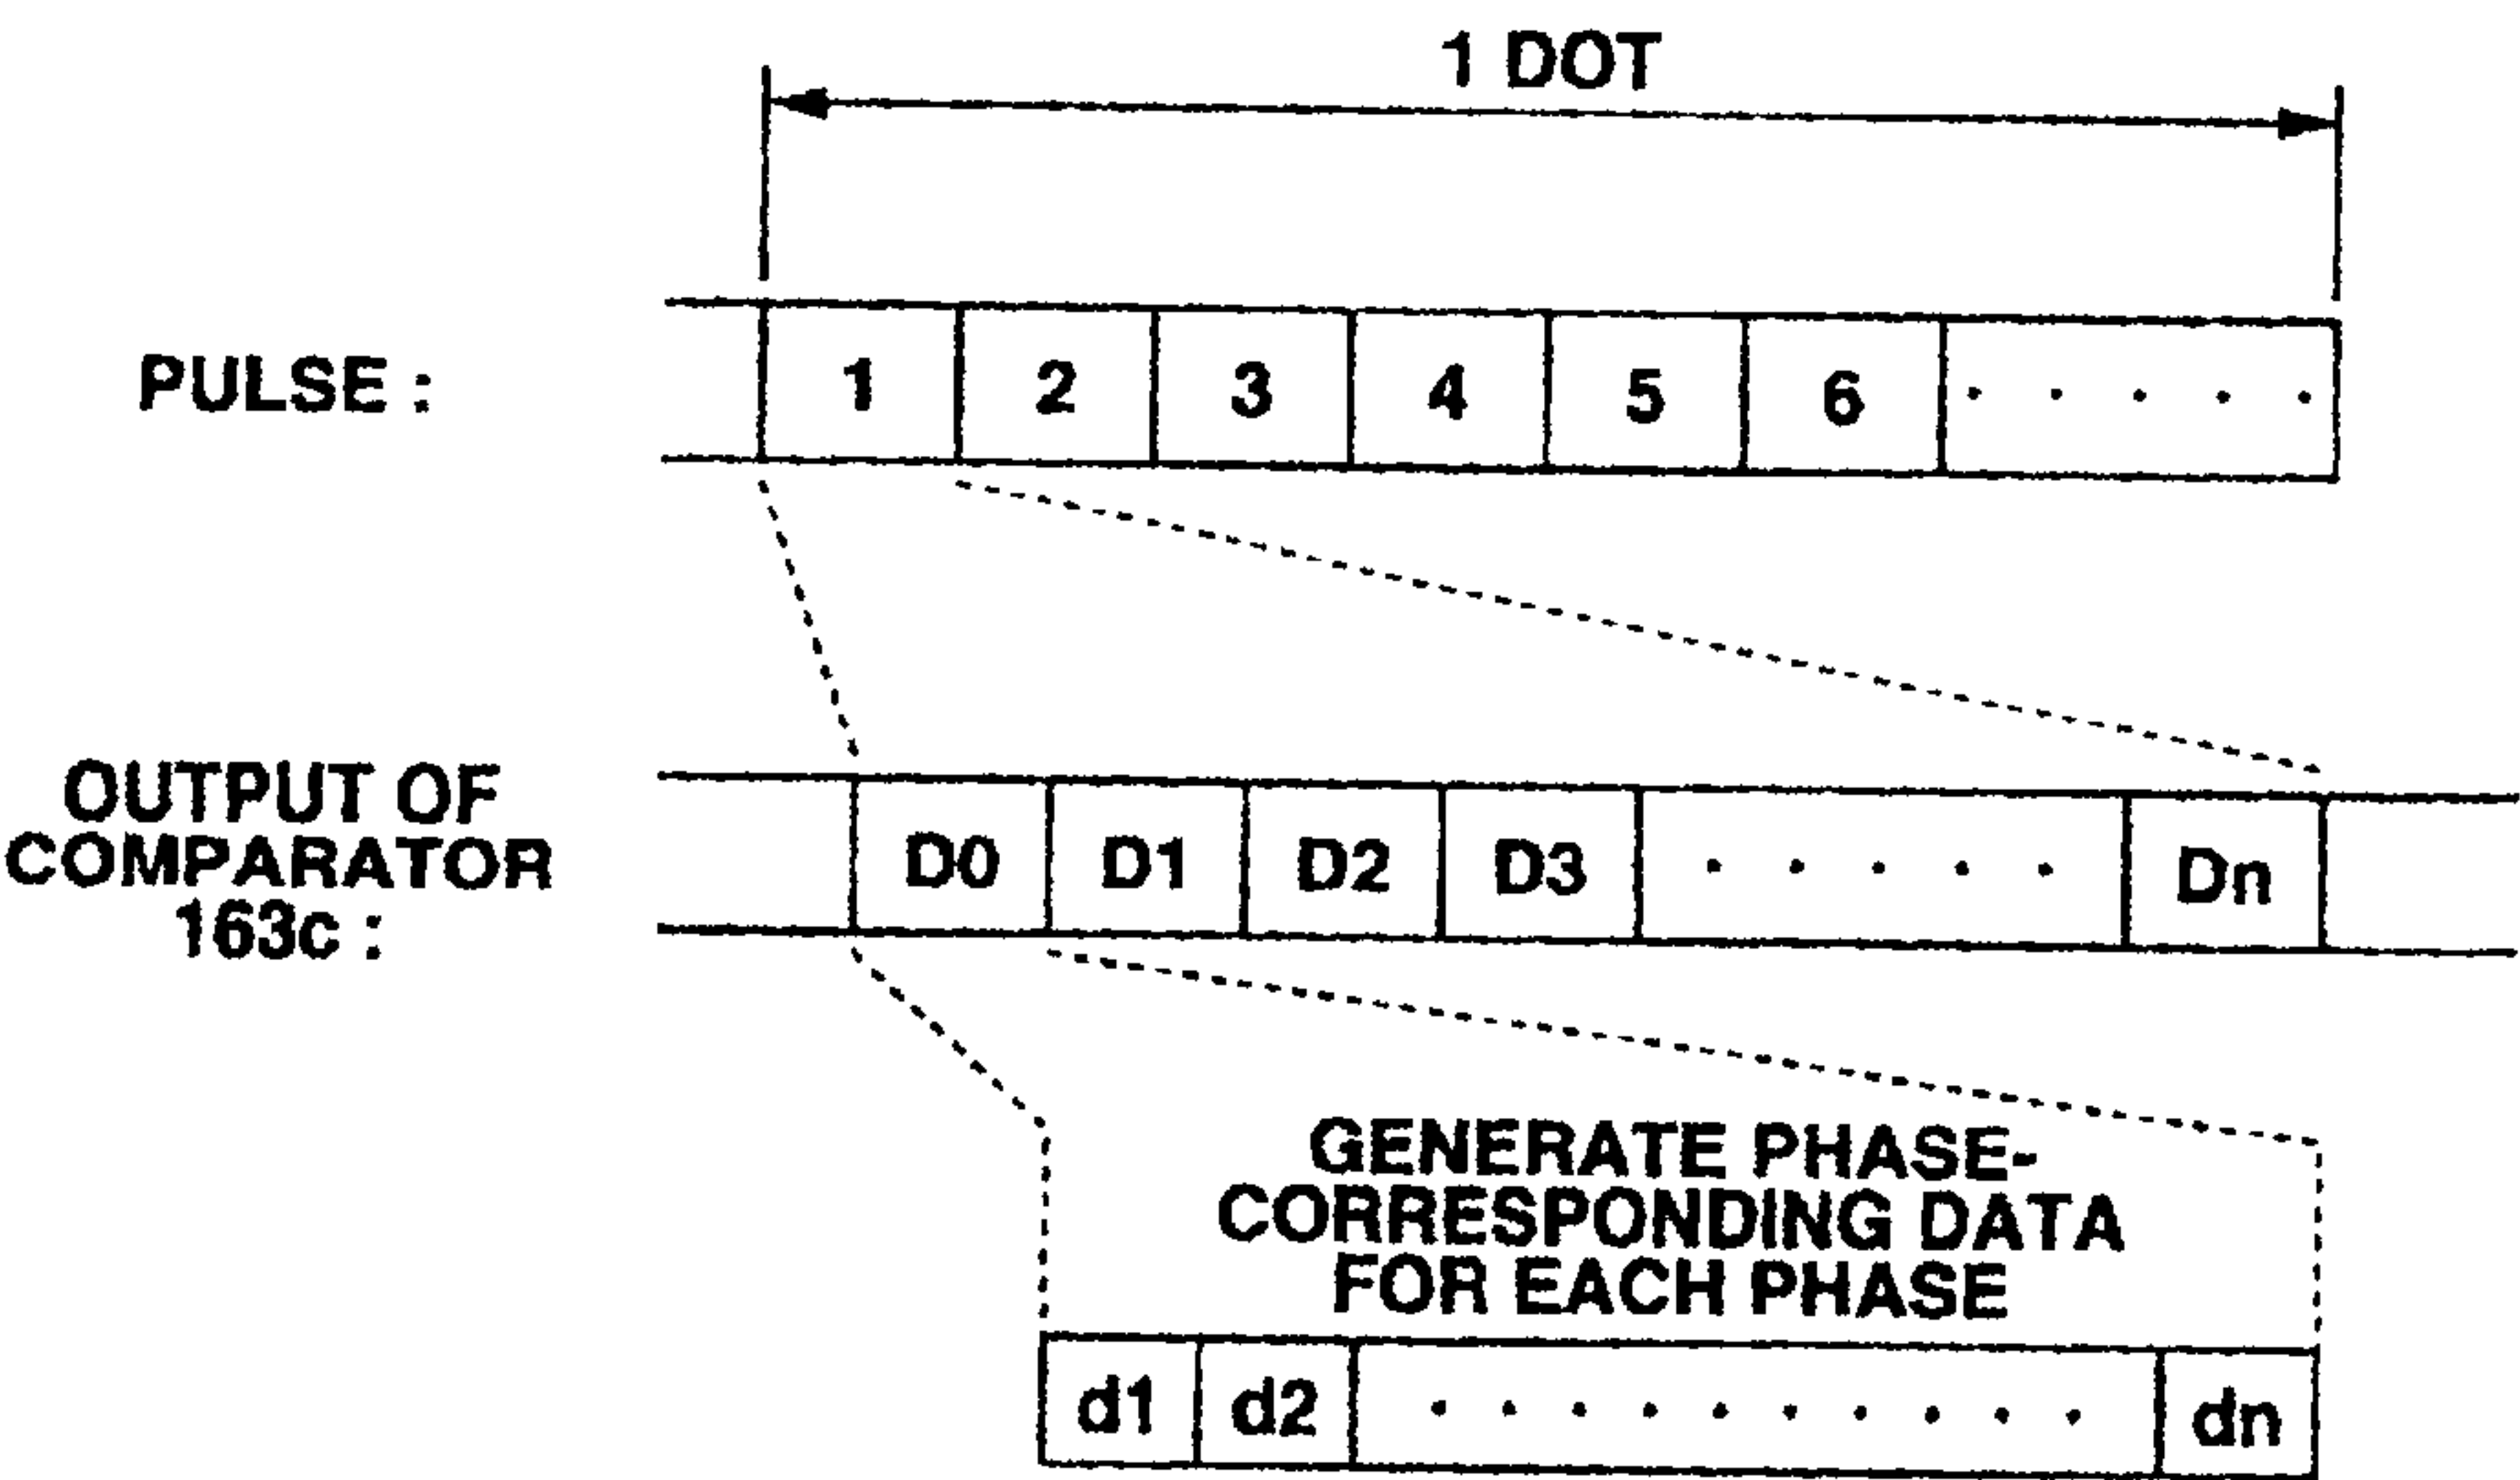 1 DOT
PULSE : 1 2 3 4 5 6 . . . . .
OUTPUT OF
COMPARATOR
163c :
D0 D1 D2 D3 . . . . . Dn
GENERATE PHASE-
CORRESPONDING DATA
FOR EACH PHASE
d1 d2 . . . . . . . . . . dn